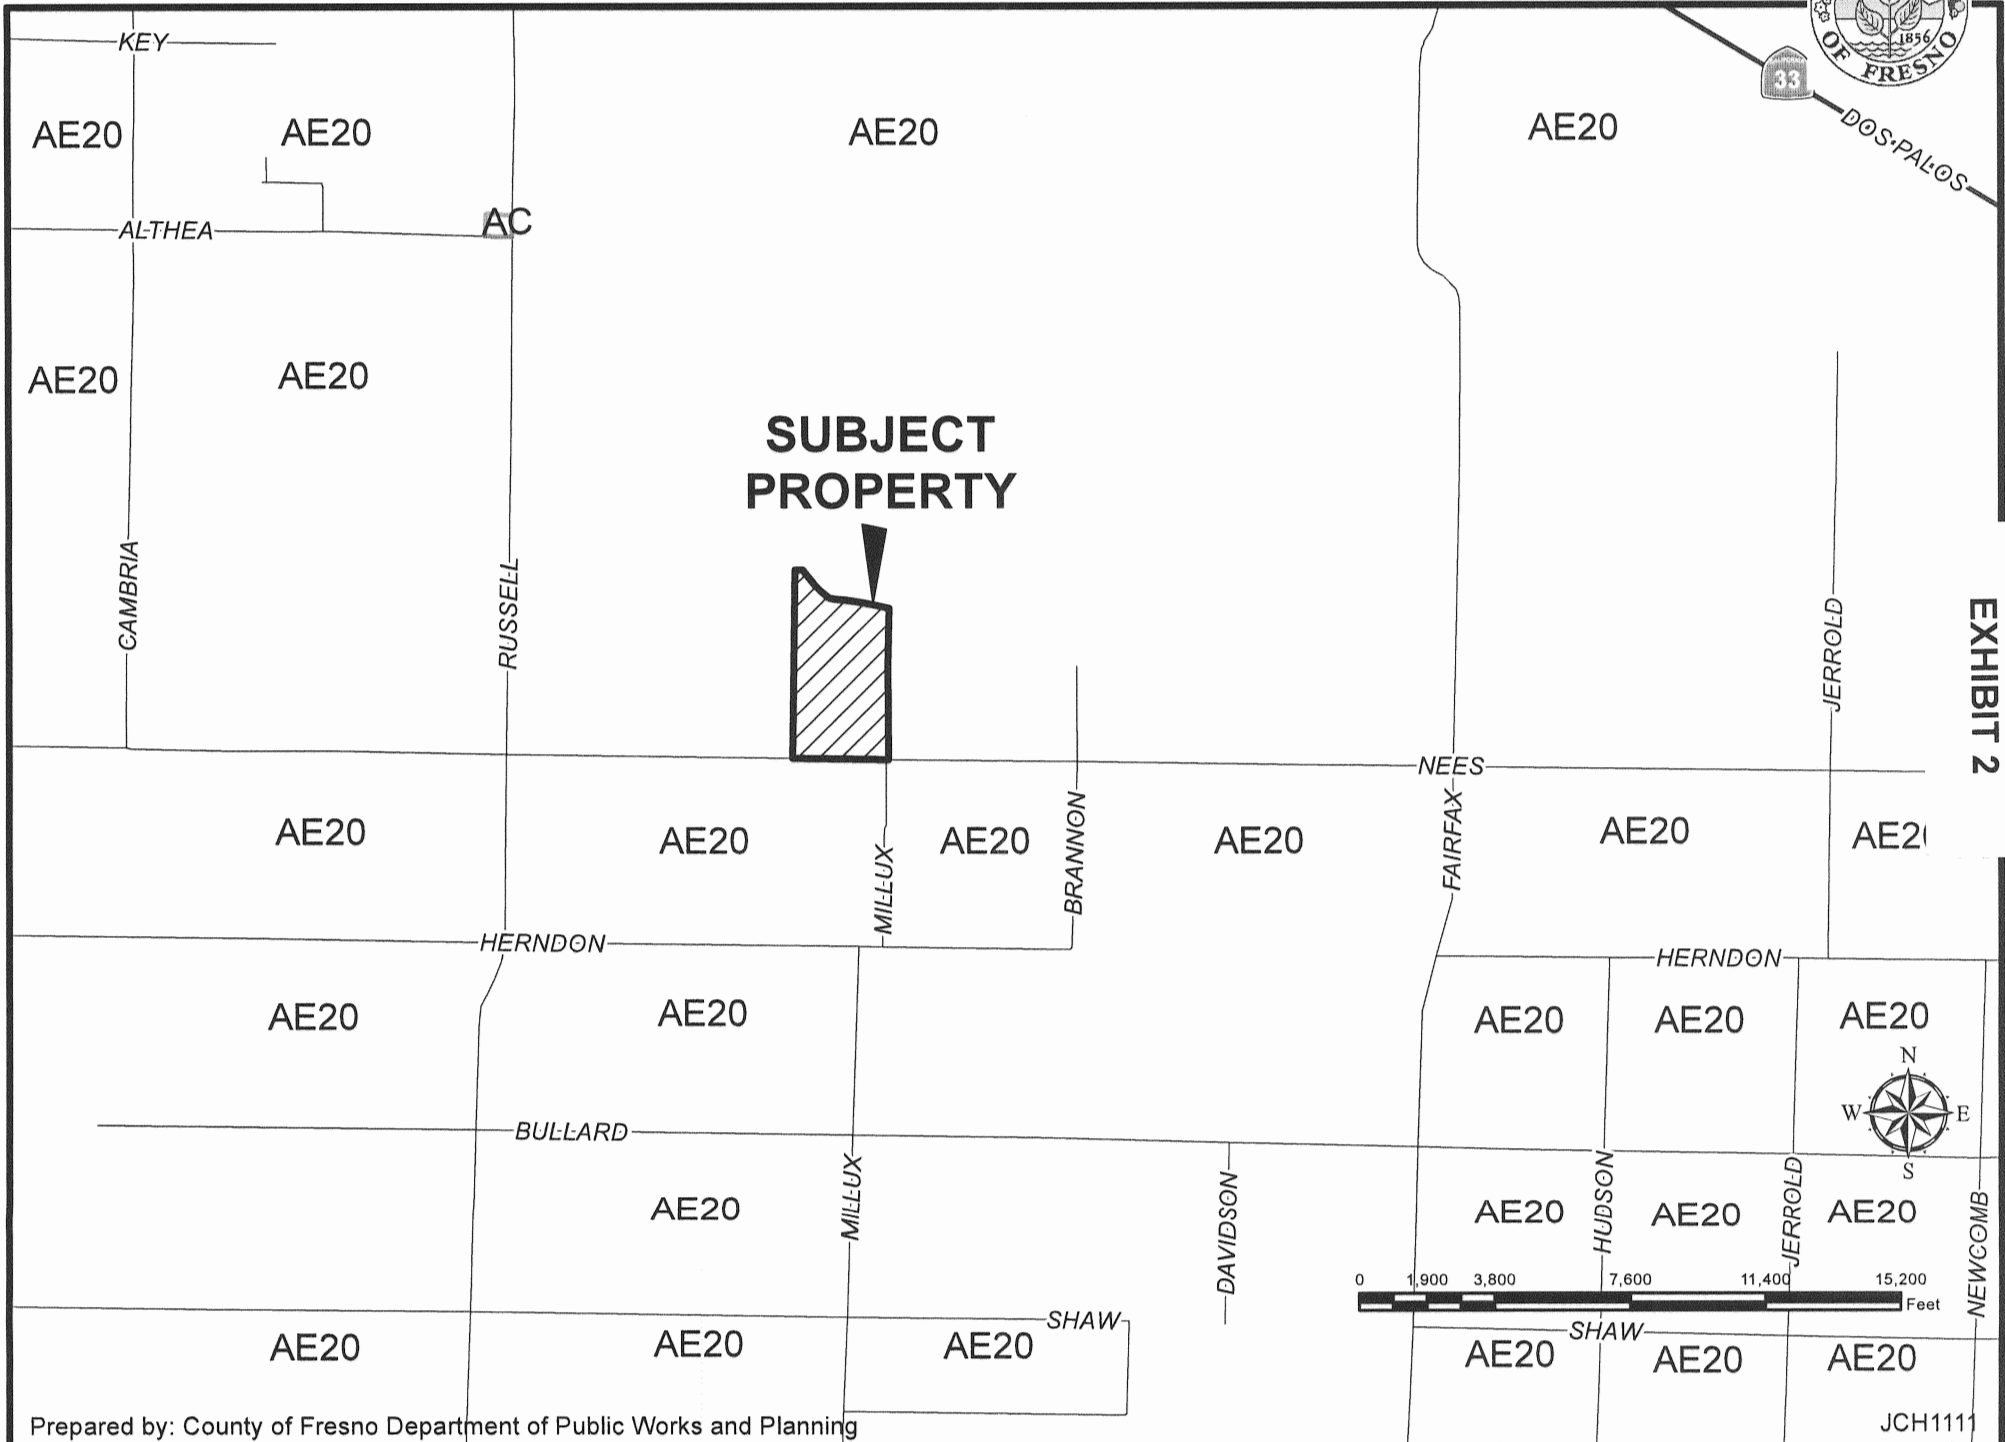 KEY
1856
OF FRESNO
33
DOS PALOS
AE20
AE20
AE20
AE20
ALTHEA
AC
AE20
AE20
SUBJECT
PROPERTY
CAMBRIA
RUSSELL
JERROLD
EXHIBIT 2
NEES
AE20
AE20
MILLUX
AE20
BRANNON
AE20
FAIRFAX
AE20
AE20
HERNDON
HERNDON
AE20
AE20
AE20
AE20
AE20
N
W
E
S
BULLARD
AE20
MILLUX
DAVIDSON
AE20
HUDSON
AE20
JERROLD
AE20
NEWCOMB
0 1,900 3,800 7,600 11,400 15,200
Feet
SHAW
SHAW
AE20
AE20
AE20
AE20
AE20
AE20
Prepared by: County of Fresno Department of Public Works and Planning
JCH1111